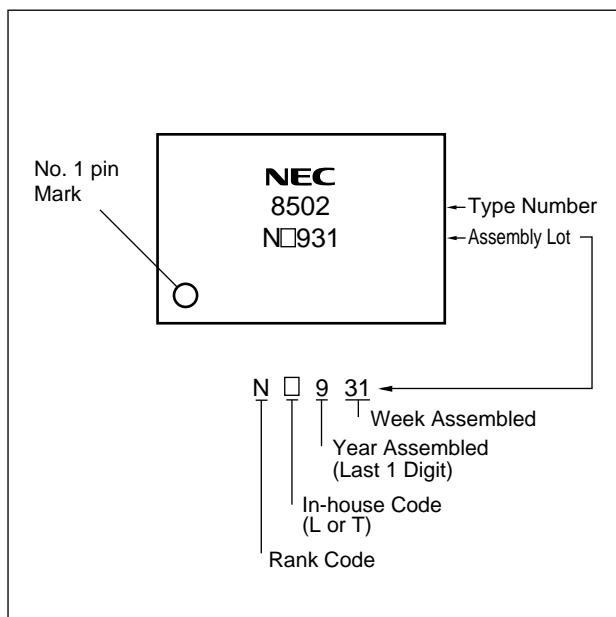 No. 1 pin
Mark
NEC
8502
N□931
Type Number
Assembly Lot
N □ 9 31
Week Assembled
Year Assembled
(Last 1 Digit)
In-house Code
(L or T)
Rank Code